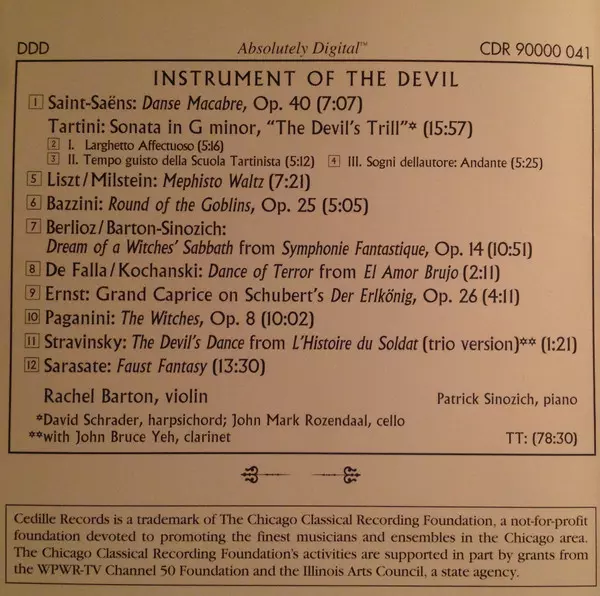 DDD Absolutely Digital™ CDR 90000 041
INSTRUMENT OF THE DEVIL
1 Saint-Saëns: Danse Macabre, Op. 40 (7:07)
Tartini: Sonata in G minor, "The Devil's Trill"* (15:57)
2 I. Larghetto Affectuoso (5:16)
3 II. Tempo guisto della Scuola Tartinista (5:12) 4 III. Sogni dellautore: Andante (5:25)
5 Liszt/Milstein: Mephisto Waltz (7:21)
6 Bazzini: Round of the Goblins, Op. 25 (5:05)
7 Berlioz/Barton-Sinozich:
Dream of a Witches' Sabbath from Symphonie Fantastique, Op. 14 (10:51)
8 De Falla/Kochanski: Dance of Terror from El Amor Brujo (2:11)
9 Ernst: Grand Caprice on Schubert's Der Erlkönig, Op. 26 (4:11)
10 Paganini: The Witches, Op. 8 (10:02)
11 Stravinsky: The Devil's Dance from L'Histoire du Soldat (trio version)** (1:21)
12 Sarasate: Faust Fantasy (13:30)
Rachel Barton, violin Patrick Sinozich, piano
*David Schrader, harpsichord; John Mark Rozendaal, cello
**with John Bruce Yeh, clarinet TT: (78:30)
Cedille Records is a trademark of The Chicago Classical Recording Foundation, a not-for-profit
foundation devoted to promoting the finest musicians and ensembles in the Chicago area.
The Chicago Classical Recording Foundation's activities are supported in part by grants from
the WPWR-TV Channel 50 Foundation and the Illinois Arts Council, a state agency.